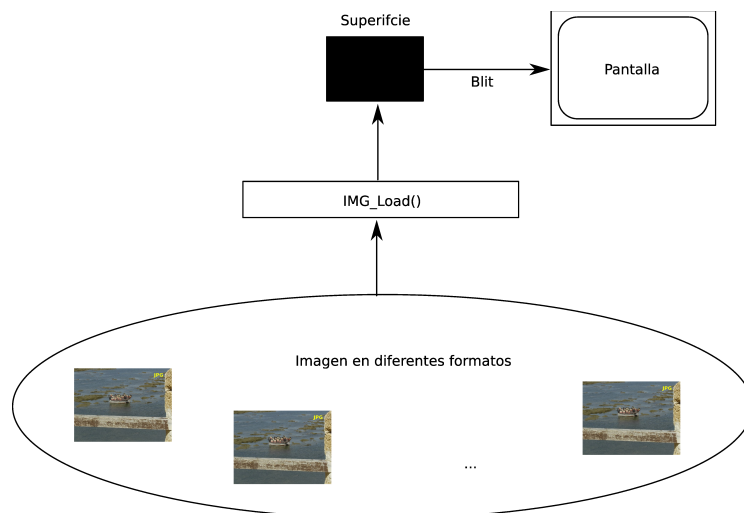 Superifcie
Pantalla
Blit
IMG_Load()
Imagen en diferentes formatos
JPG
JPG
JPG
...